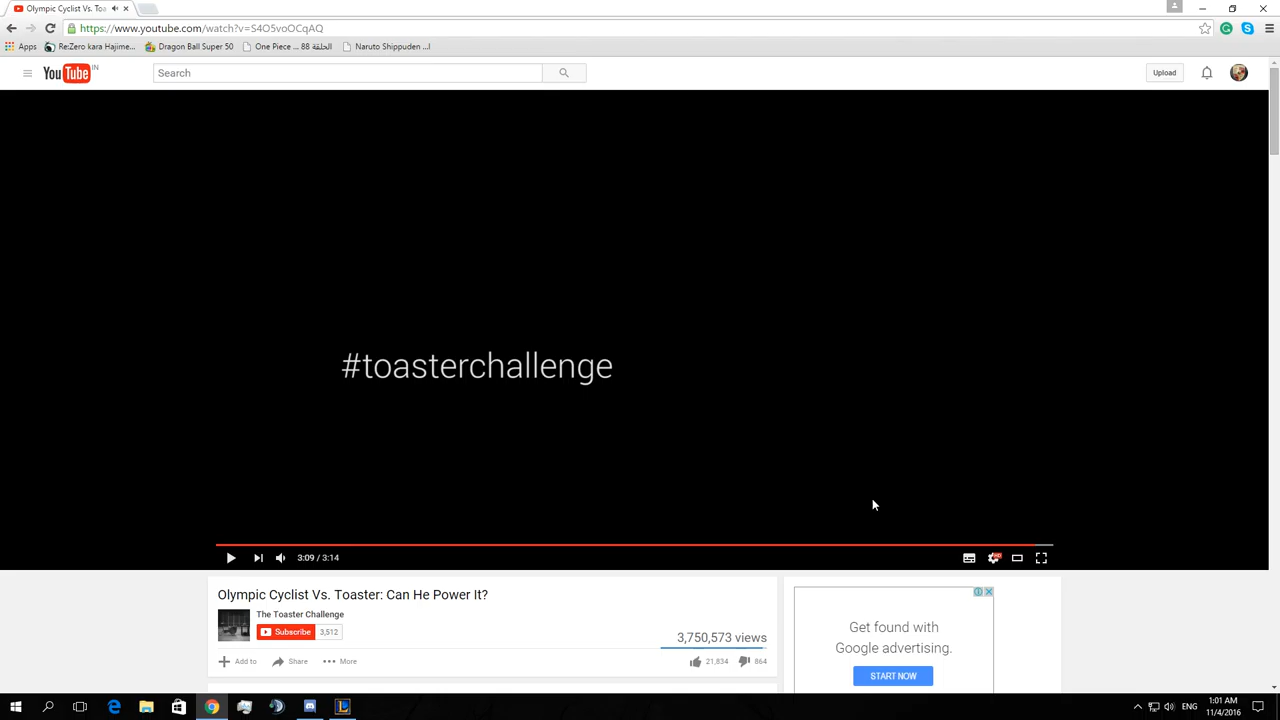 Olympic Cyclist Vs. Toa
https://www.youtube.com/watch?v=S4O5voOCqAQ
Apps Re:Zero kara Hajime... Dragon Ball Super 50 One Piece ... الحلقة 88 Naruto Shippuden ...l
YouTube IN Search Upload
#toasterchallenge
3:09 / 3:14 HD
Olympic Cyclist Vs. Toaster: Can He Power It?
The Toaster Challenge
Subscribe 3,512
3,750,573 views
Add to Share More 21,834 864
Get found with
Google advertising.
START NOW
ENG 1:01 AM
11/4/2016